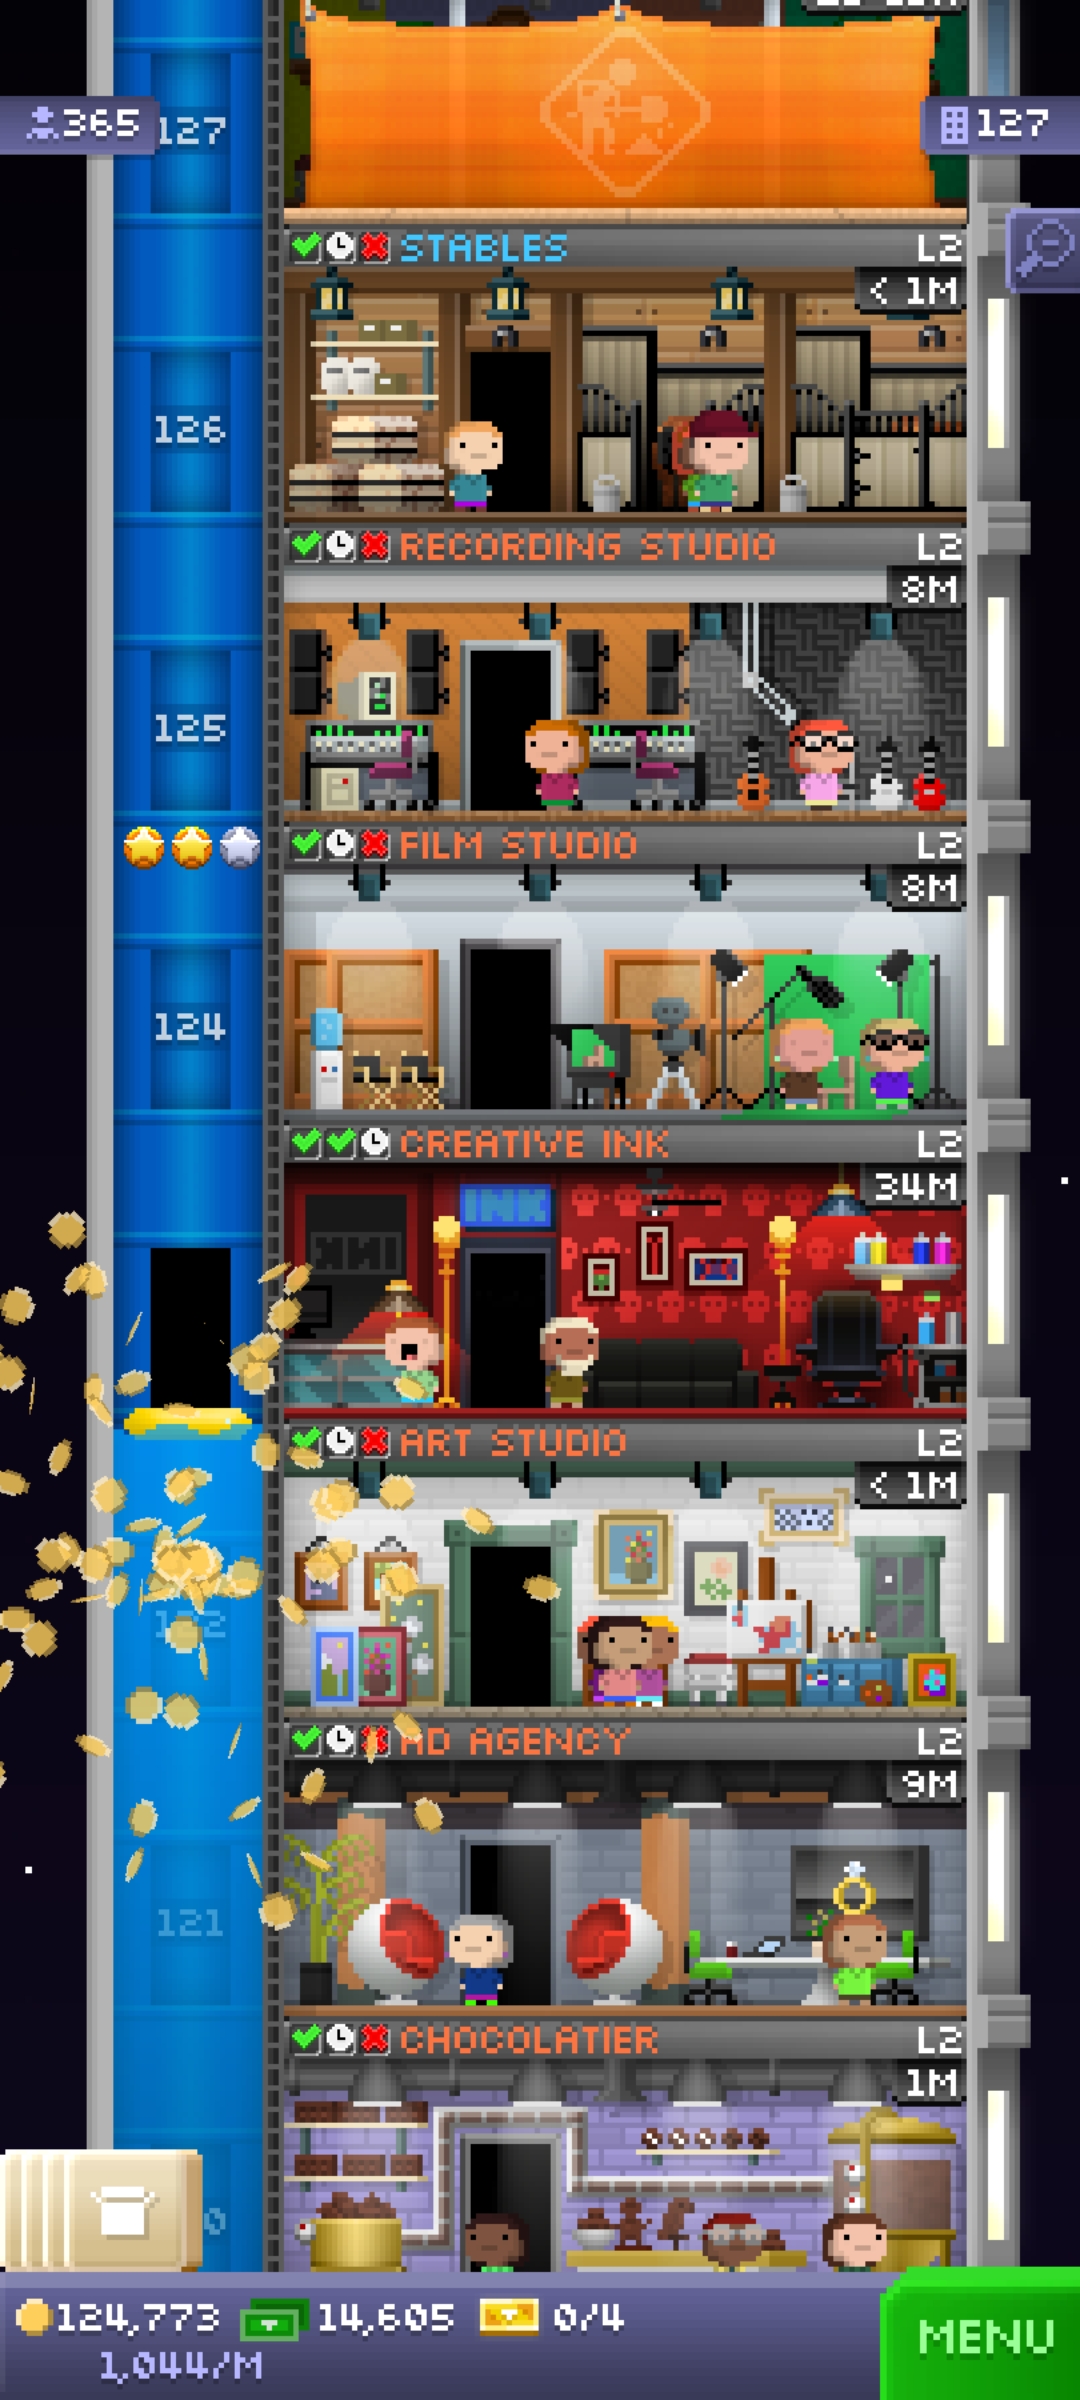 365
127
127
STABLES L2
< 1M
126
RECORDING STUDIO L2
8M
125
FILM STUDIO L2
8M
124
CREATIVE INK L2
34M
INK
ART STUDIO L2
< 1M
AD AGENCY L2
9M
121
CHOCOLATIER L2
1M
124,773 14,605 0/4
1,044/M
MENU